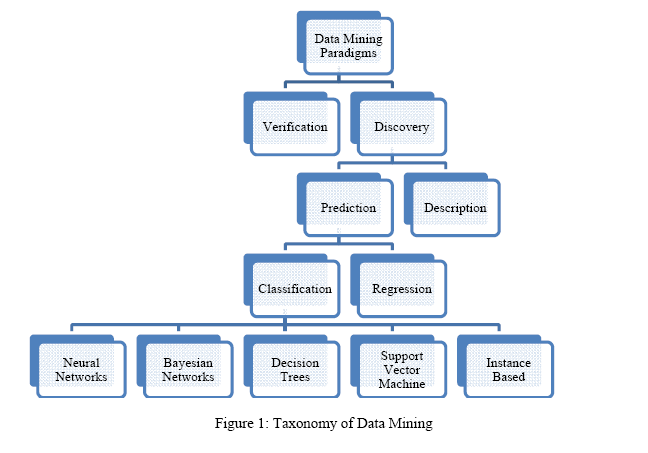 Data Mining
Paradigms
Verification
Discovery
Prediction
Description
Classification
Regression
Neural
Networks
Bayesian
Networks
Decision
Trees
Support
Vector
Machine
Instance
Based
Figure 1: Taxonomy of Data Mining